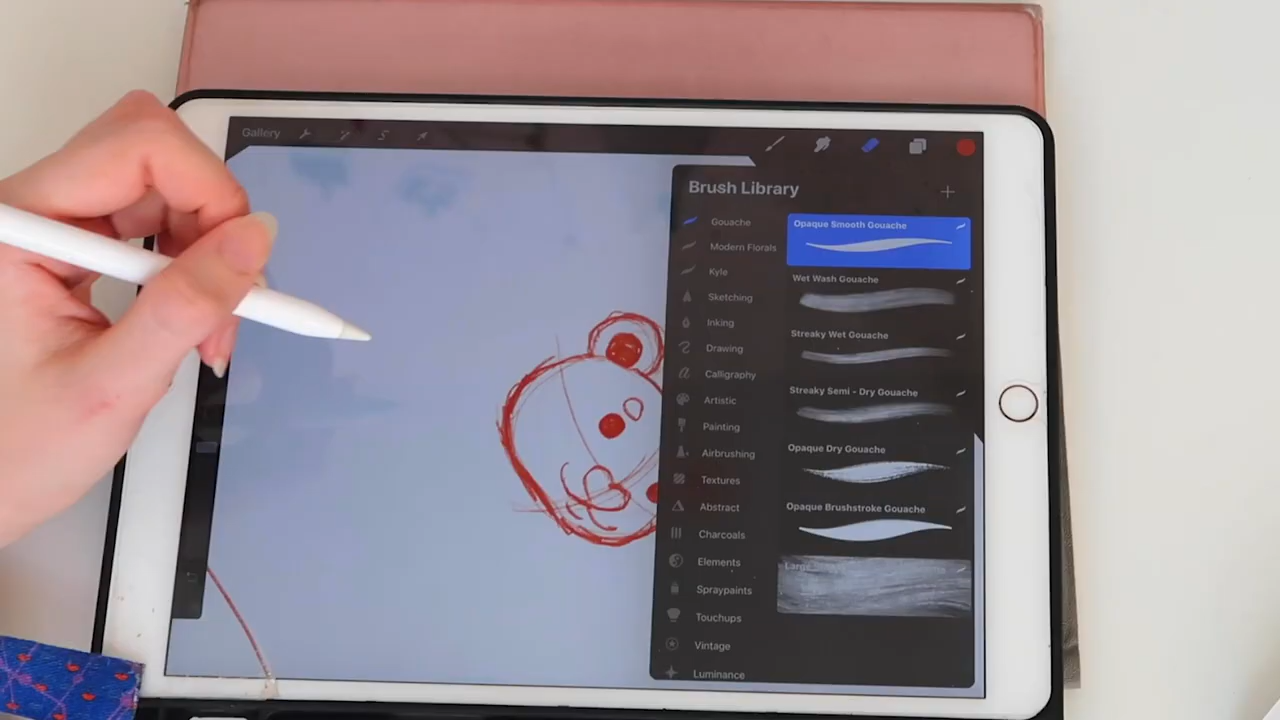 Gallery
Brush Library
Gouache
Modern Florals
Kyle
Sketching
Inking
Drawing
Calligraphy
Artistic
Painting
Airbrushing
Textures
Abstract
Charcoals
Elements
Spraypaints
Touchups
Vintage
Luminance
Opaque Smooth Gouache
Wet Wash Gouache
Streaky Wet Gouache
Streaky Semi - Dry Gouache
Opaque Dry Gouache
Opaque Brushstroke Gouache